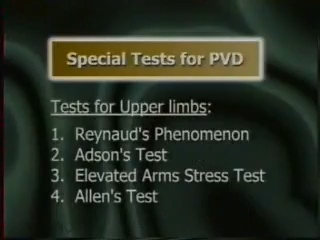 Special Tests for PVD
Tests for Upper limbs:
1. Reynaud's Phenomenon
2. Adson's Test
3. Elevated Arms Stress Test
4. Allen's Test